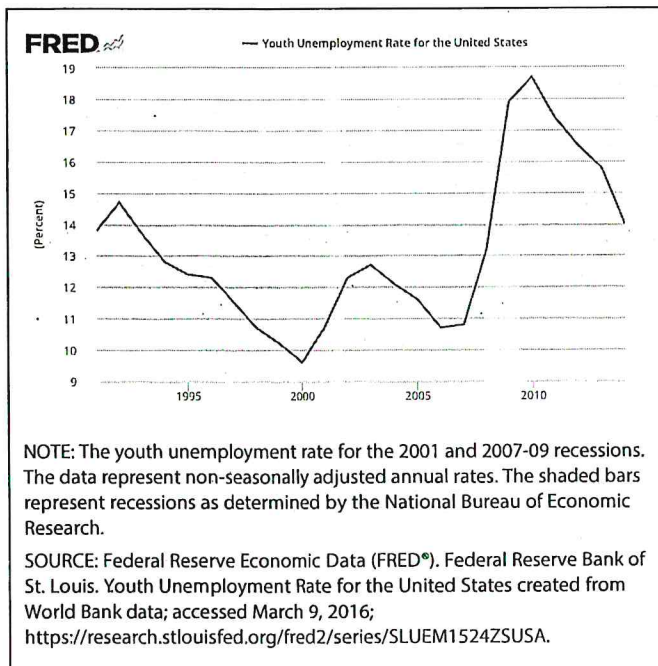 FRED
— Youth Unemployment Rate for the United States
19
18
17
16
15
14
13
12
11
10
9
(Percent)
1995 2000 2005 2010
NOTE: The youth unemployment rate for the 2001 and 2007-09 recessions.
The data represent non-seasonally adjusted annual rates. The shaded bars
represent recessions as determined by the National Bureau of Economic
Research.
SOURCE: Federal Reserve Economic Data (FRED®). Federal Reserve Bank of
St. Louis. Youth Unemployment Rate for the United States created from
World Bank data; accessed March 9, 2016;
https://research.stlouisfed.org/fred2/series/SLUEM1524ZSUSA.